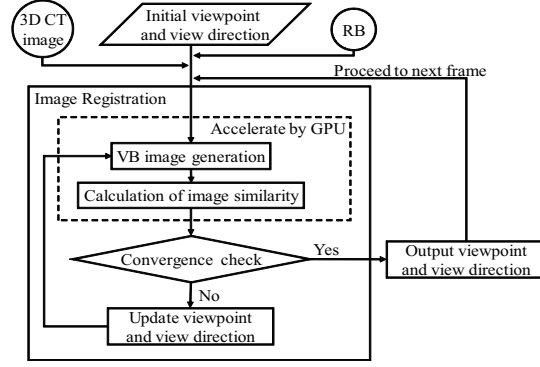 3D CT
image
Initial viewpoint
and view direction
RB
Proceed to next frame
Image Registration
Accelerate by GPU
VB image generation
Calculation of image similarity
Convergence check
Yes
Output viewpoint
and view direction
No
Update viewpoint
and view direction